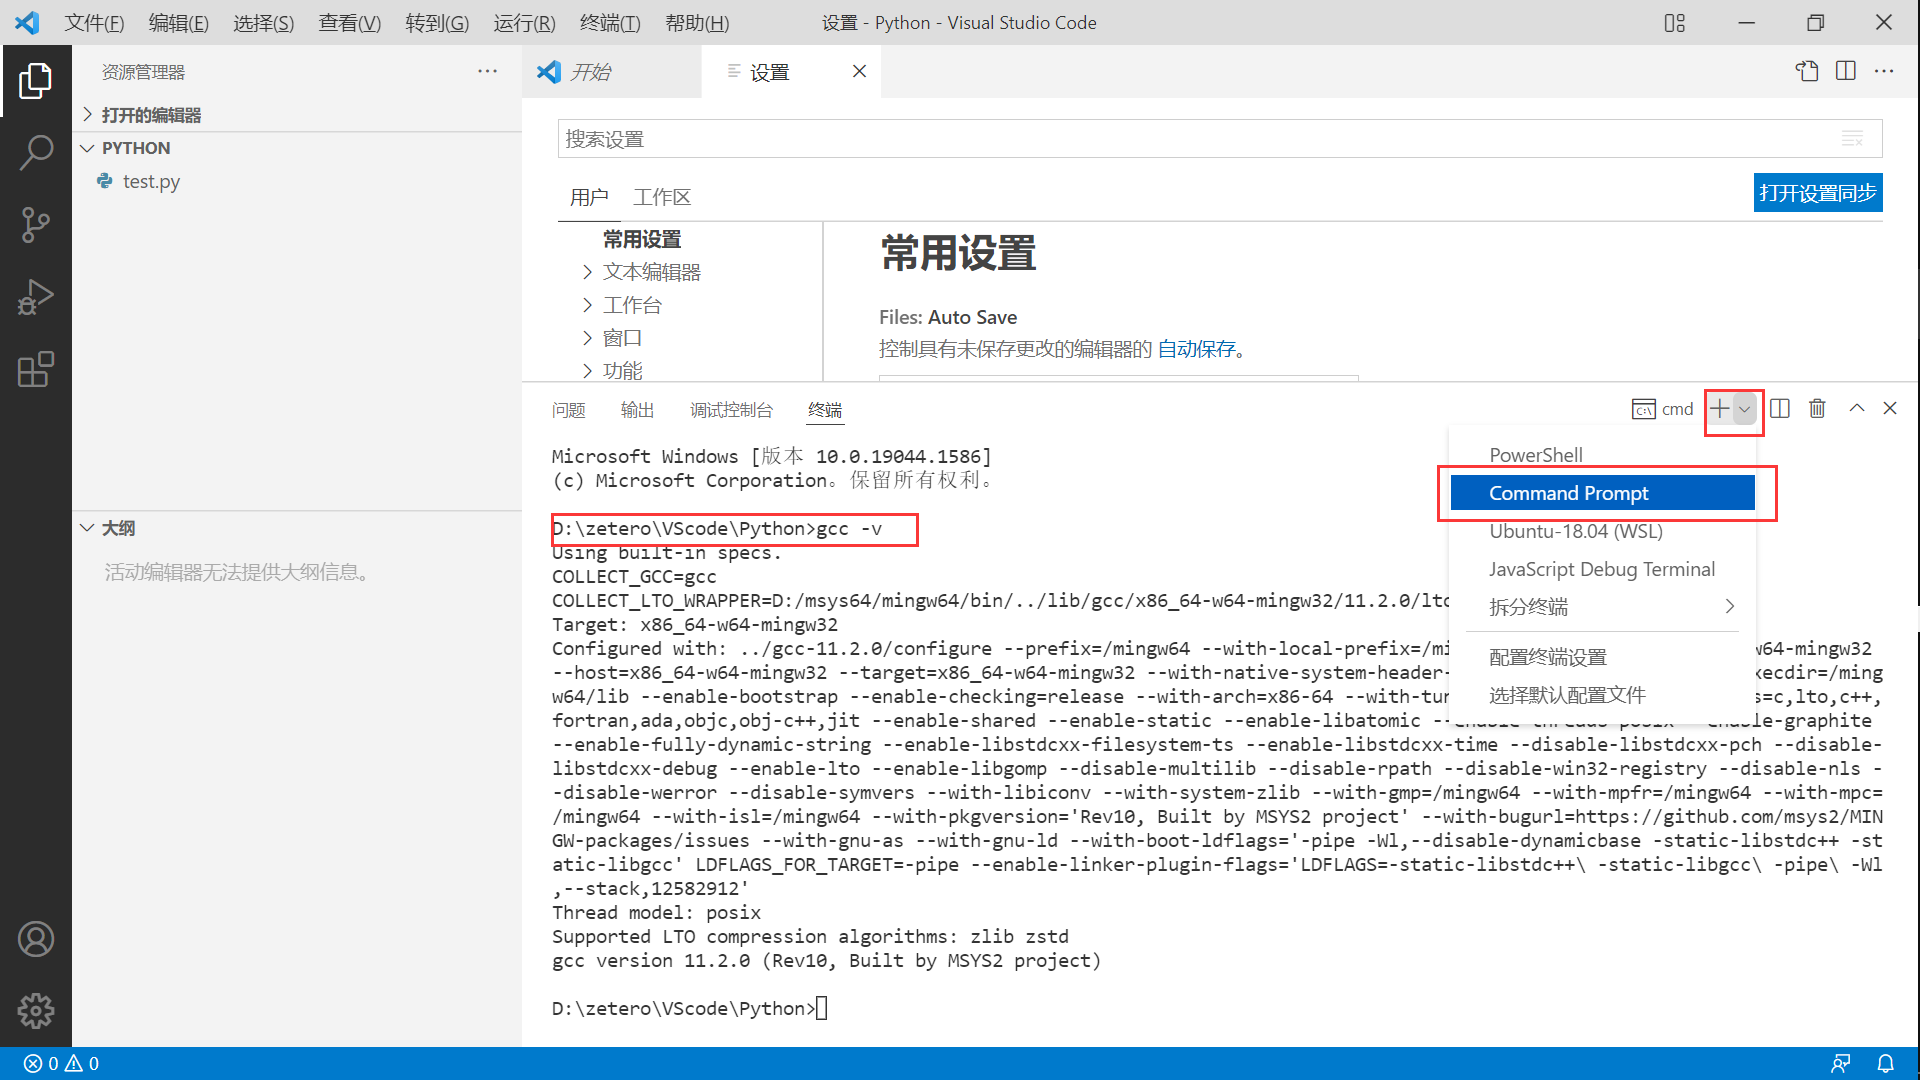 文件(F) 编辑(E) 选择(S) 查看(V) 转到(G) 运行(R) 终端(T) 帮助(H) 设置 - Python - Visual Studio Code
资源管理器
打开的编辑器
PYTHON
test.py
大纲
活动编辑器无法提供大纲信息。
开始 设置
搜索设置
用户 工作区 打开设置同步
常用设置
文本编辑器
工作台
窗口
功能
常用设置
Files: Auto Save
控制具有未保存更改的编辑器的 自动保存。
问题 输出 调试控制台 终端 cmd
Microsoft Windows [版本 10.0.19044.1586]
(c) Microsoft Corporation。保留所有权利。
D:\zetero\VScode\Python>gcc -v
Using built-in specs.
COLLECT_GCC=gcc
COLLECT_LTO_WRAPPER=D:/msys64/mingw64/bin/../lib/gcc/x86_64-w64-mingw32/11.2.0/lto
Target: x86_64-w64-mingw32
Configured with: ../gcc-11.2.0/configure --prefix=/mingw64 --with-local-prefix=/mi w64-mingw32
--host=x86_64-w64-mingw32 --target=x86_64-w64-mingw32 --with-native-system-header- xecdir=/ming
w64/lib --enable-bootstrap --enable-checking=release --with-arch=x86-64 --with-tun s=c,lto,c++,
fortran,ada,objc,obj-c++,jit --enable-shared --enable-static --enable-libatomic --enable-threads=posix --enable-graphite
--enable-fully-dynamic-string --enable-libstdcxx-filesystem-ts --enable-libstdcxx-time --disable-libstdcxx-pch --disable-
libstdcxx-debug --enable-lto --enable-libgomp --disable-multilib --disable-rpath --disable-win32-registry --disable-nls -
-disable-werror --disable-symvers --with-libiconv --with-system-zlib --with-gmp=/mingw64 --with-mpfr=/mingw64 --with-mpc=
/mingw64 --with-isl=/mingw64 --with-pkgversion='Rev10, Built by MSYS2 project' --with-bugurl=https://github.com/msys2/MIN
GW-packages/issues --with-gnu-as --with-gnu-ld --with-boot-ldflags='-pipe -Wl,--disable-dynamicbase -static-libstdc++ -st
atic-libgcc' LDFLAGS_FOR_TARGET=-pipe --enable-linker-plugin-flags='LDFLAGS=-static-libstdc++\ -static-libgcc\ -pipe\ -Wl
,--stack,12582912'
Thread model: posix
Supported LTO compression algorithms: zlib zstd
gcc version 11.2.0 (Rev10, Built by MSYS2 project)
D:\zetero\VScode\Python>
PowerShell
Command Prompt
Ubuntu-18.04 (WSL)
JavaScript Debug Terminal
拆分终端
配置终端设置
选择默认配置文件
0 0